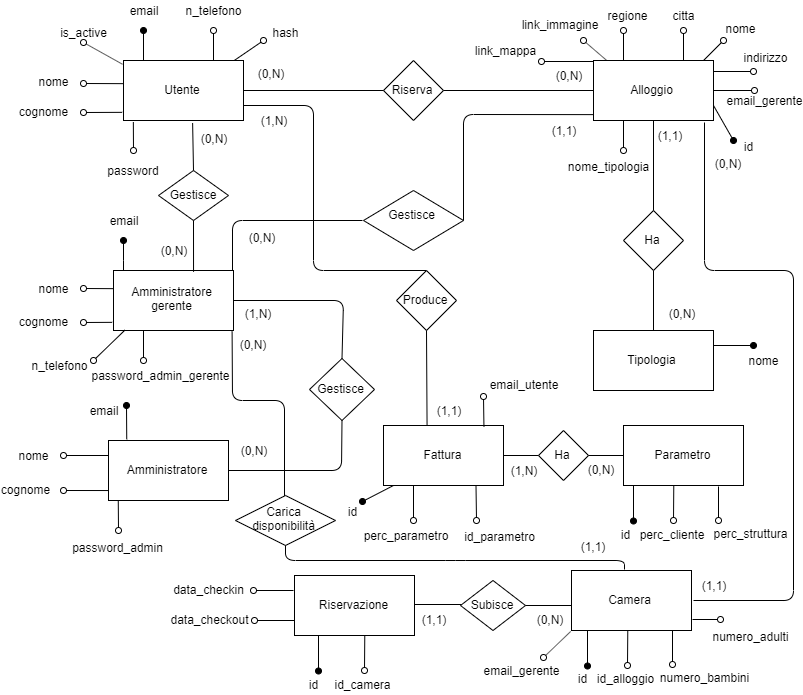 n_telefono
email
is_active
hash
nome
cognome
Utente
password
(0,N)
(1,N)
(0,N)
Riserva
link_immagine
regione
citta
nome
link_mappa
indirizzo
(0,N)
Alloggio
email_gerente
id
(1,1)
(1,1)
nome_tipologia
(0,N)
Gestisce
Gestisce
email
(0,N)
(0,N)
Ha
nome
Amministratore
gerente
cognome
(1,N)
Produce
(0,N)
n_telefono
password_admin_gerente
(0,N)
Tipologia
nome
Gestisce
email
email_utente
(1,1)
nome
Amministratore
(0,N)
cognome
password_admin
Fattura
(1,N)
Ha
(0,N)
Parametro
id
perc_parametro
id_parametro
id
perc_cliente
perc_struttura
Carica
disponibilità
(1,1)
data_checkin
data_checkout
Riservazione
(1,1)
Subisce
(0,N)
Camera
(1,1)
numero_adulti
id
id_camera
email_gerente
id
id_alloggio
numero_bambini